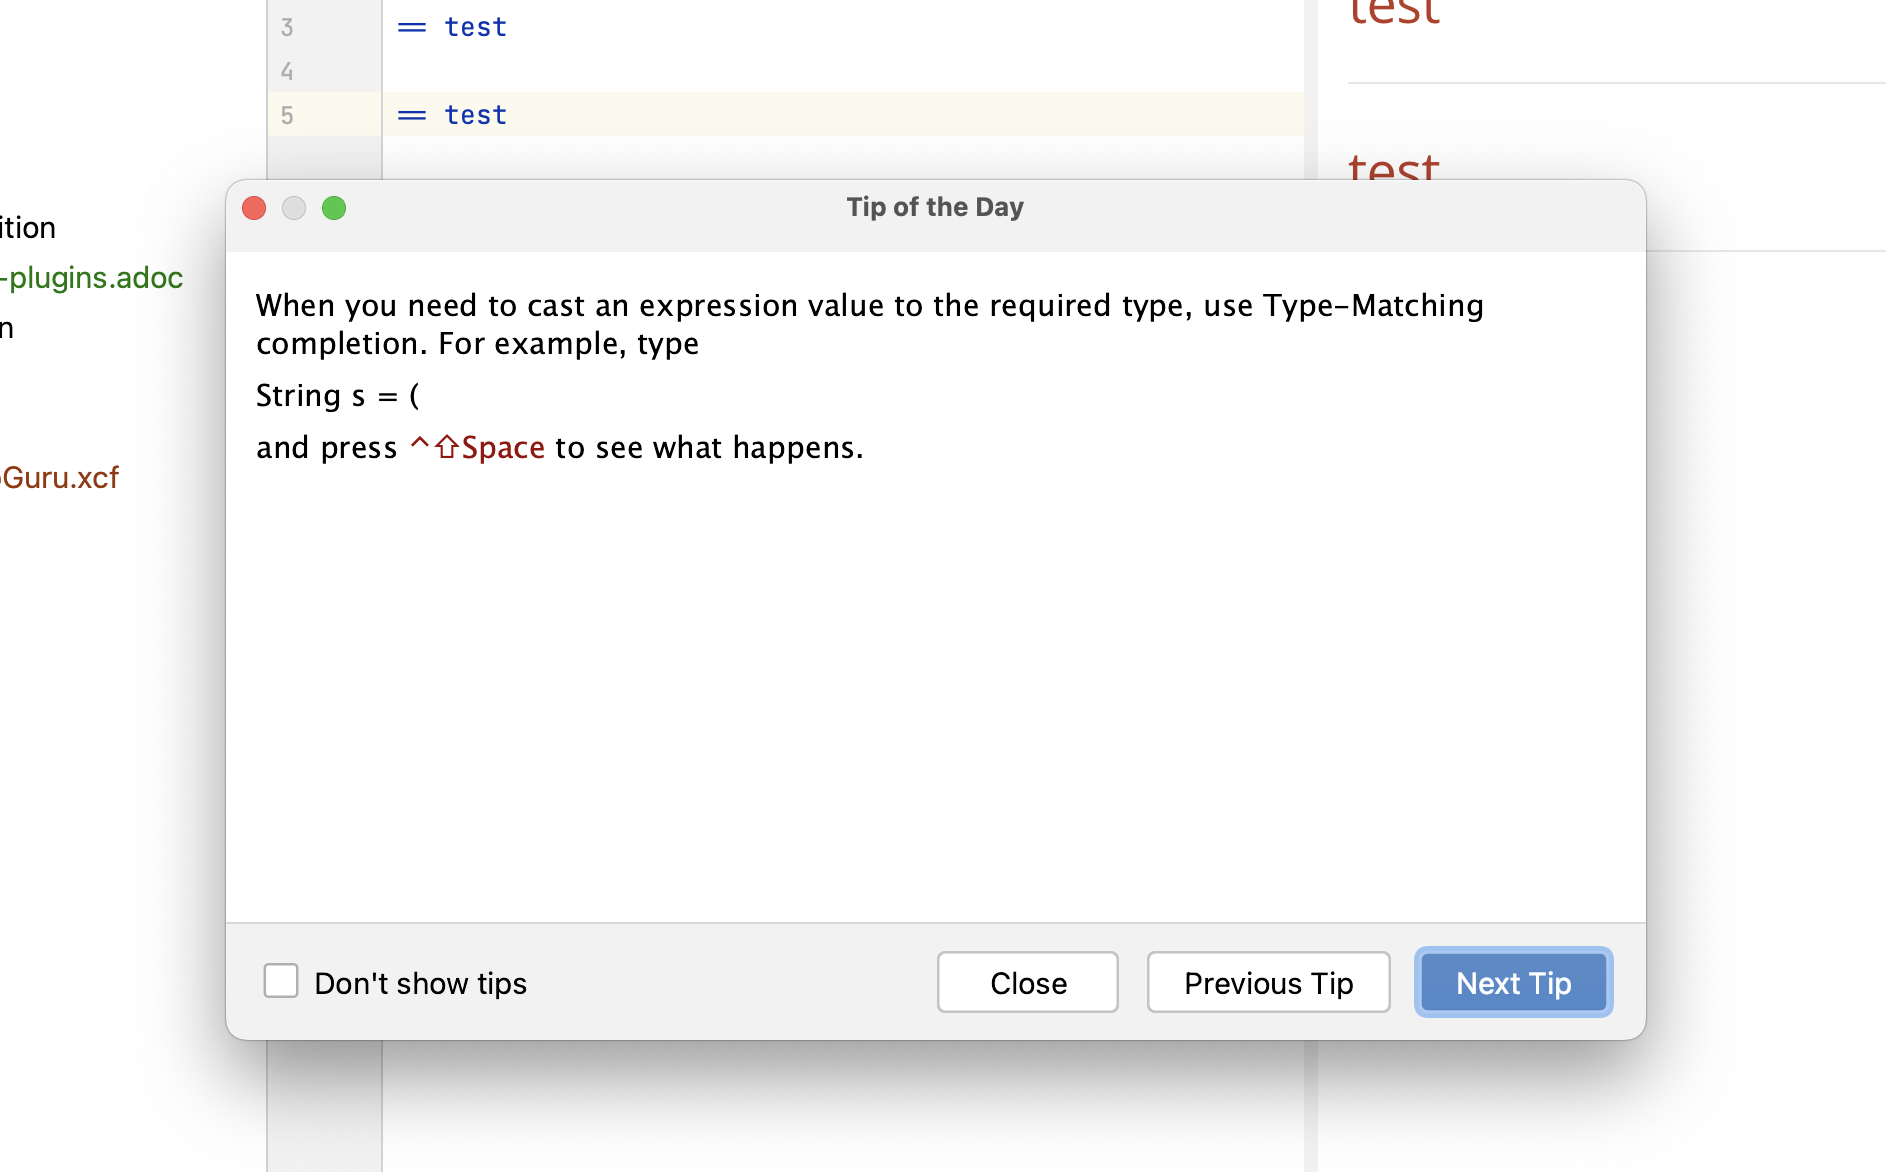 3 == test
4
5 == test
test
test
ition
-plugins.adoc
n
Guru.xcf
Tip of the Day
When you need to cast an expression value to the required type, use Type-Matching
completion. For example, type
String s = (
and press ^⇧Space to see what happens.
Don't show tips
Close
Previous Tip
Next Tip